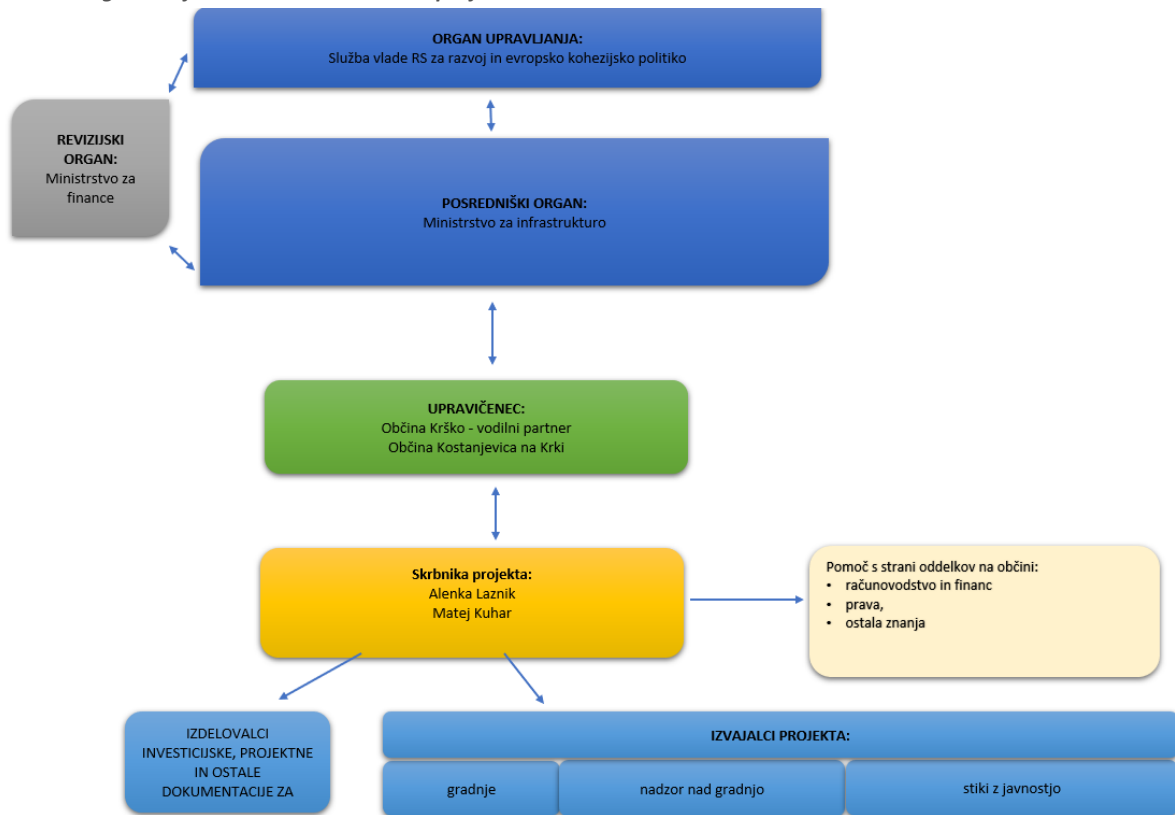 ORGAN UPRAVLJANJA:
Služba vlade RS za razvoj in evropsko kohezijsko politiko
REVIZIJSKI
ORGAN:
Ministrstvo za
finance
POSREDNIŠKI ORGAN:
Ministrstvo za infrastrukturo
UPRAVIČENEC:
Občina Krško - vodilni partner
Občina Kostanjevica na Krki
Skrbnika projekta:
Alenka Laznik
Matej Kuhar
Pomoč s strani oddelkov na občini:
• računovodstvo in financ
• prava,
• ostala znanja
IZDELOVALCI
INVESTICIJSKE, PROJEKTNE
IN OSTALE
DOKUMENTACIJE ZA
IZVAJALCI PROJEKTA:
gradnje
nadzor nad gradnjo
stiki z javnostjo